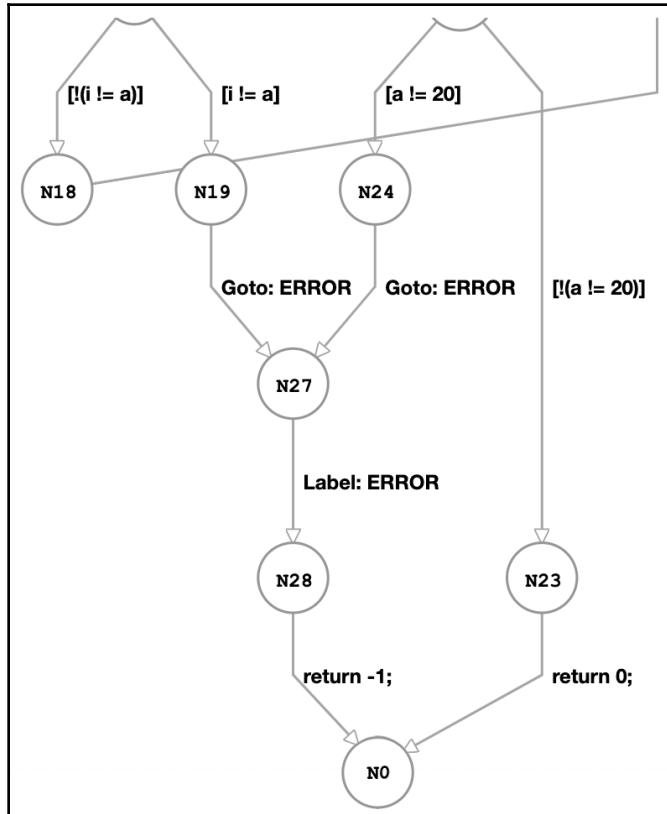 [!(i != a)]
[i != a]
[a != 20]
N18
N19
N24
Goto: ERROR
Goto: ERROR
[!(a != 20)]
N27
Label: ERROR
N28
N23
return -1;
return 0;
N0